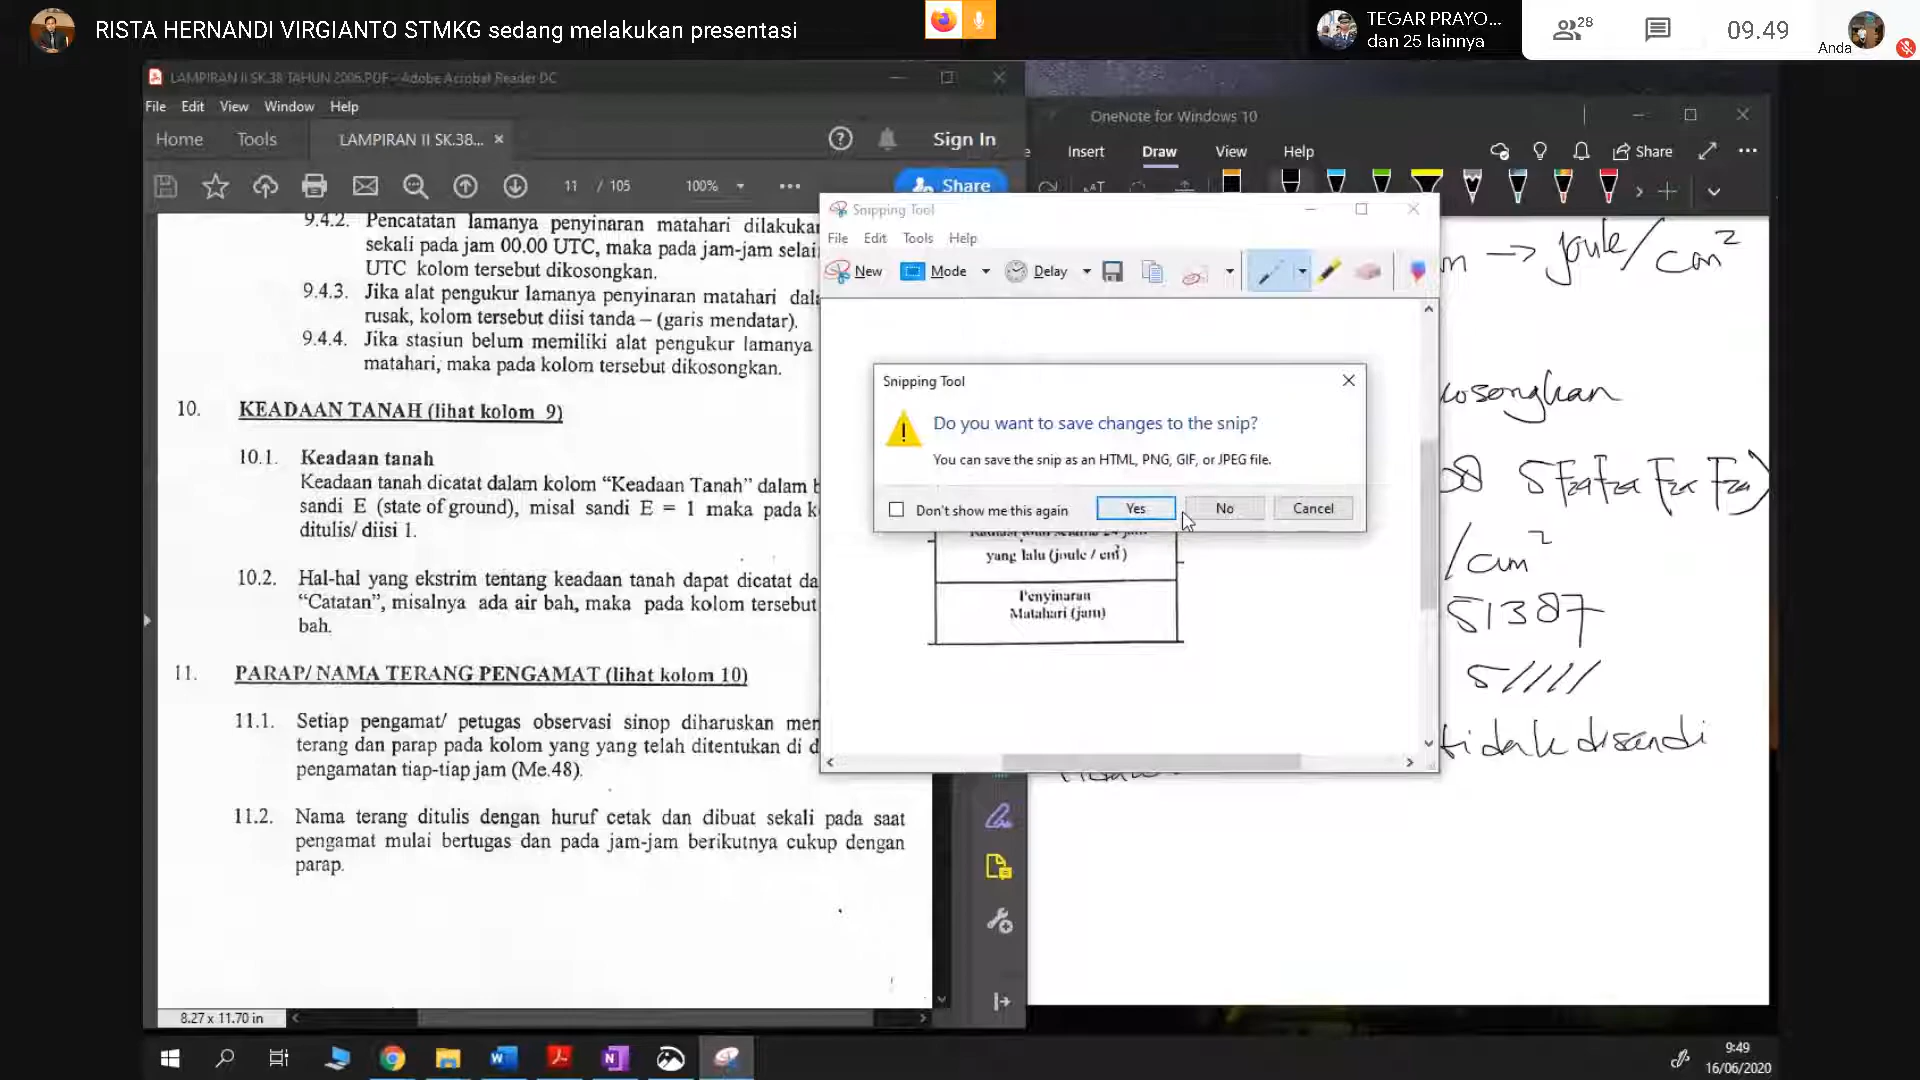 RISTA HERNANDI VIRGIANTO STMKG sedang melakukan presentasi
TEGAR PRAYO...
dan 25 lainnya
28
09.49
Anda
LAMPIRAN II SK.38 TAHUN 2006.PDF - Adobe Acrobat Reader DC
File Edit View Window Help
Home Tools LAMPIRAN II SK.38... × Sign In
11 / 105 100% Share
9.4.2. Pencatatan lamanya penyinaran matahari dilakukan
sekali pada jam 00.00 UTC, maka pada jam-jam selai
UTC kolom tersebut dikosongkan.
9.4.3. Jika alat pengukur lamanya penyinaran matahari dala
rusak, kolom tersebut diisi tanda – (garis mendatar).
9.4.4. Jika stasiun belum memiliki alat pengukur lamanya
matahari, maka pada kolom tersebut dikosongkan.
10. KEADAAN TANAH (lihat kolom 9)
10.1. Keadaan tanah
Keadaan tanah dicatat dalam kolom “Keadaan Tanah” dalam b
sandi E (state of ground), misal sandi E = 1 maka pada k
ditulis/ diisi 1.
10.2. Hal-hal yang ekstrim tentang keadaan tanah dapat dicatat da
“Catatan”, misalnya ada air bah, maka pada kolom tersebut
bah.
11. PARAP/ NAMA TERANG PENGAMAT (lihat kolom 10)
11.1. Setiap pengamat/ petugas observasi sinop diharuskan men
terang dan parap pada kolom yang yang telah ditentukan di d
pengamatan tiap-tiap jam (Me.48).
11.2. Nama terang ditulis dengan huruf cetak dan dibuat sekali pada saat
pengamat mulai bertugas dan pada jam-jam berikutnya cukup dengan
parap.
8.27 x 11.70 in
Snipping Tool
File Edit Tools Help
New Mode Delay
Snipping Tool
Do you want to save changes to the snip?
You can save the snip as an HTML, PNG, GIF, or JPEG file.
Don't show me this again Yes No Cancel
yang lalu (joule / cm²)
Penyinaran
Matahari (jam)
OneNote for Windows 10
Insert Draw View Help Share
→ joule/cm²
kosongkan
/cm²
51387
5////
tidak disandi
9:49
16/06/2020